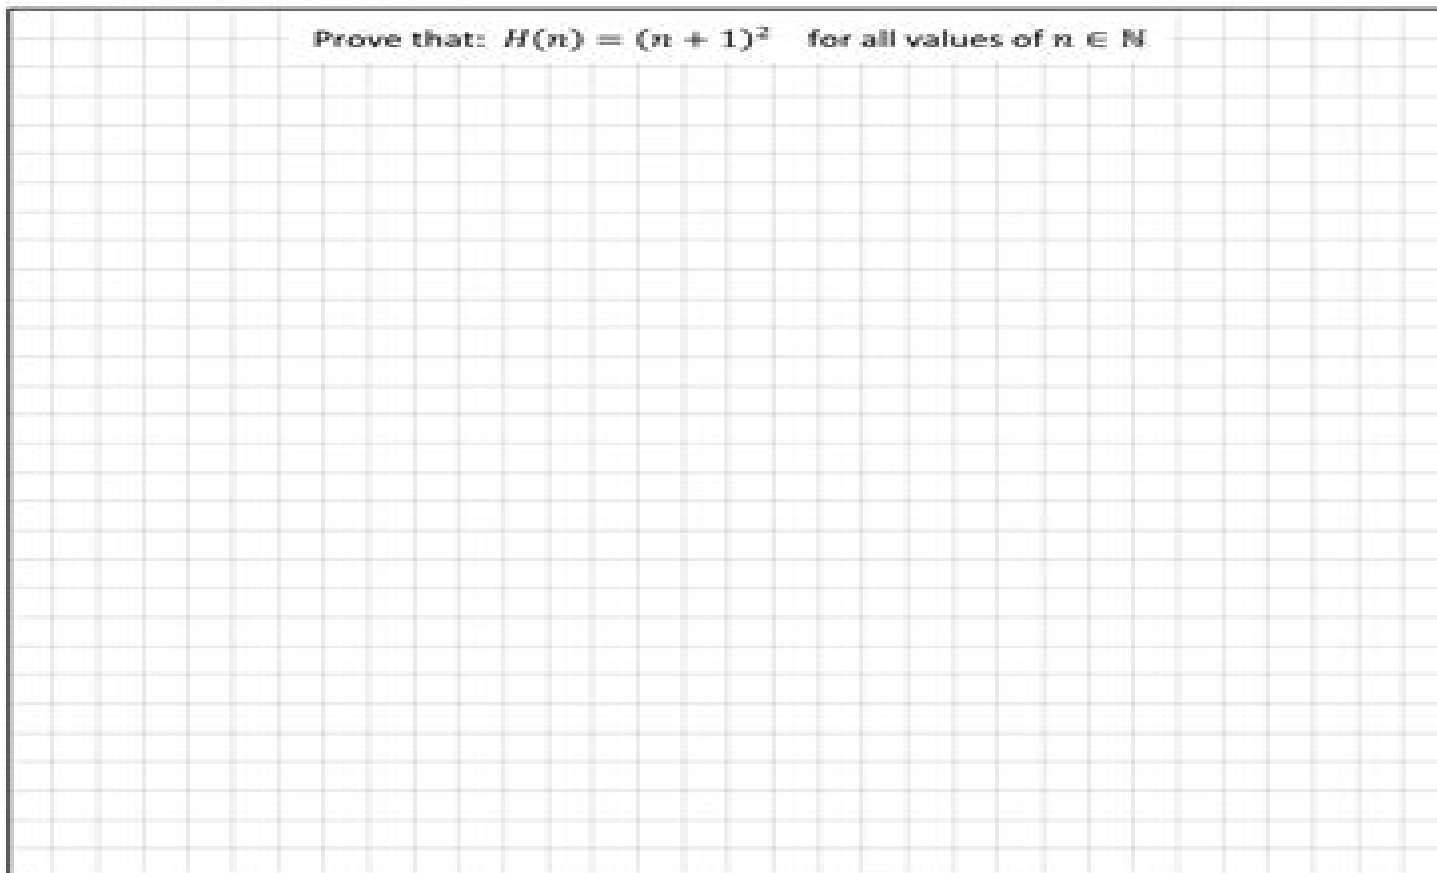 Prove that: H(n) = (n + 1)² for all values of n ∈ ℕ